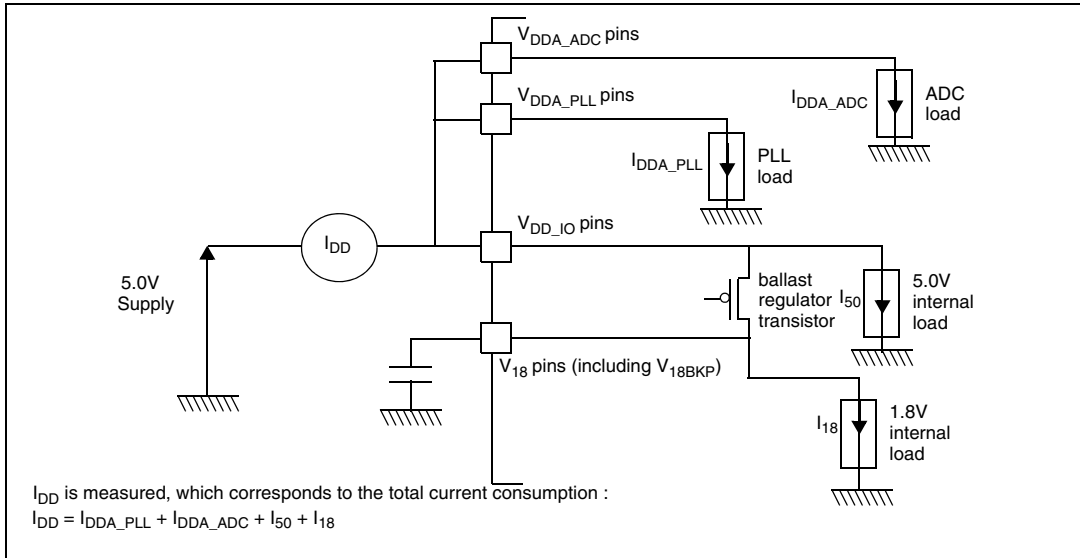 V_DDA_ADC pins
I_DDA_ADC
ADC
load
V_DDA_PLL pins
I_DDA_PLL
PLL
load
V_DD_IO pins
I_DD
5.0V
Supply
ballast
regulator
transistor
I_50
5.0V
internal
load
V_18 pins (including V_18BKP)
I_18
1.8V
internal
load
I_DD is measured, which corresponds to the total current consumption :
I_DD = I_DDA_PLL + I_DDA_ADC + I_50 + I_18